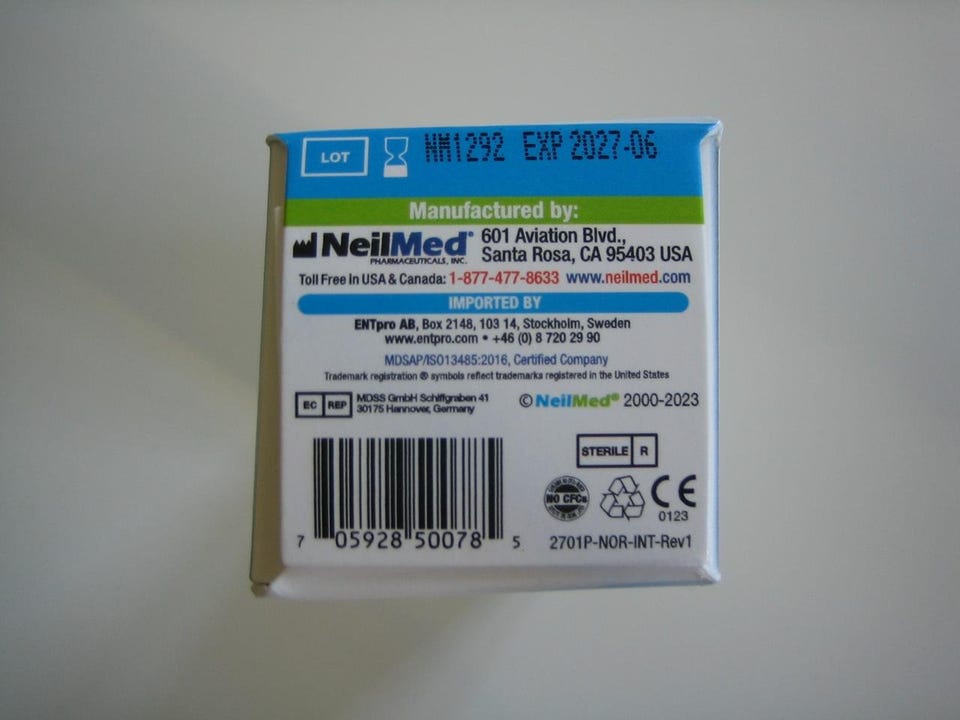 LOT NM1292 EXP 2027-06
Manufactured by:
NeilMed® 601 Aviation Blvd.,
PHARMACEUTICALS, INC. Santa Rosa, CA 95403 USA
Toll Free in USA & Canada: 1-877-477-8633 www.neilmed.com
IMPORTED BY
ENTpro AB, Box 2148, 103 14, Stockholm, Sweden
www.entpro.com • +46 (0) 8 720 29 90
MDSAP/ISO13485:2016, Certified Company
Trademark registration ® symbols reflect trademarks registered in the United States
EC REP MDSS GmbH Schiffgraben 41
30175 Hannover, Germany
© NeilMed® 2000-2023
STERILE R
NO CFCs
CE
0123
7 05928 50078 5
2701P-NOR-INT-Rev1